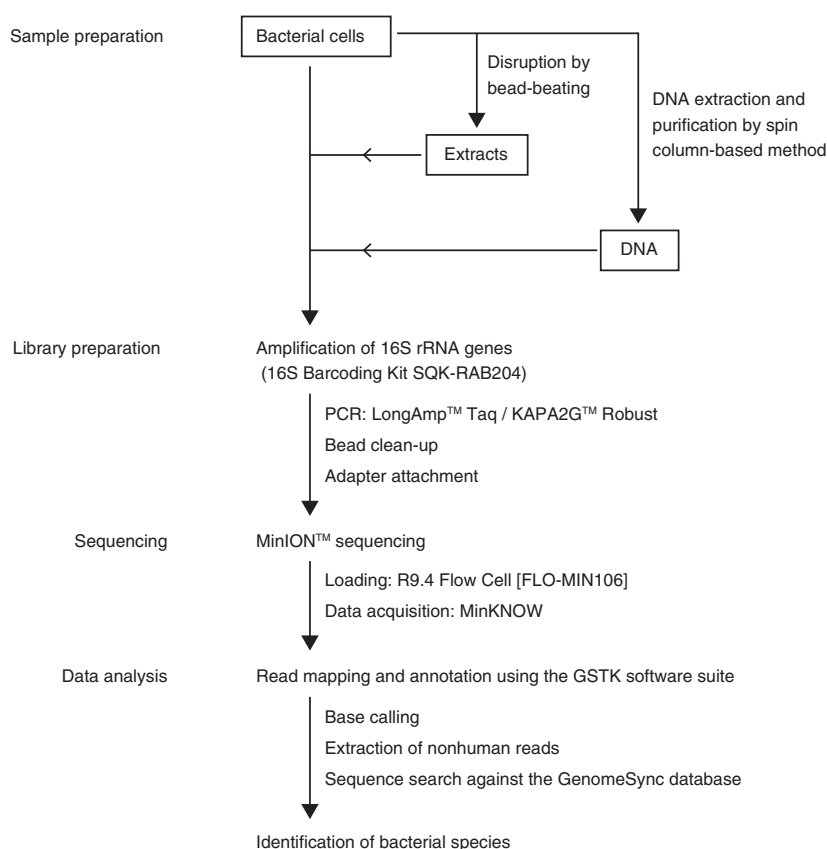 Sample preparation
Bacterial cells
Disruption by
bead-beating
DNA extraction and
purification by spin
column-based method
Extracts
DNA
Library preparation
Amplification of 16S rRNA genes
(16S Barcoding Kit SQK-RAB204)
PCR: LongAmp™ Taq / KAPA2G™ Robust
Bead clean-up
Adapter attachment
Sequencing
MinION™ sequencing
Loading: R9.4 Flow Cell [FLO-MIN106]
Data acquisition: MinKNOW
Data analysis
Read mapping and annotation using the GSTK software suite
Base calling
Extraction of nonhuman reads
Sequence search against the GenomeSync database
Identification of bacterial species